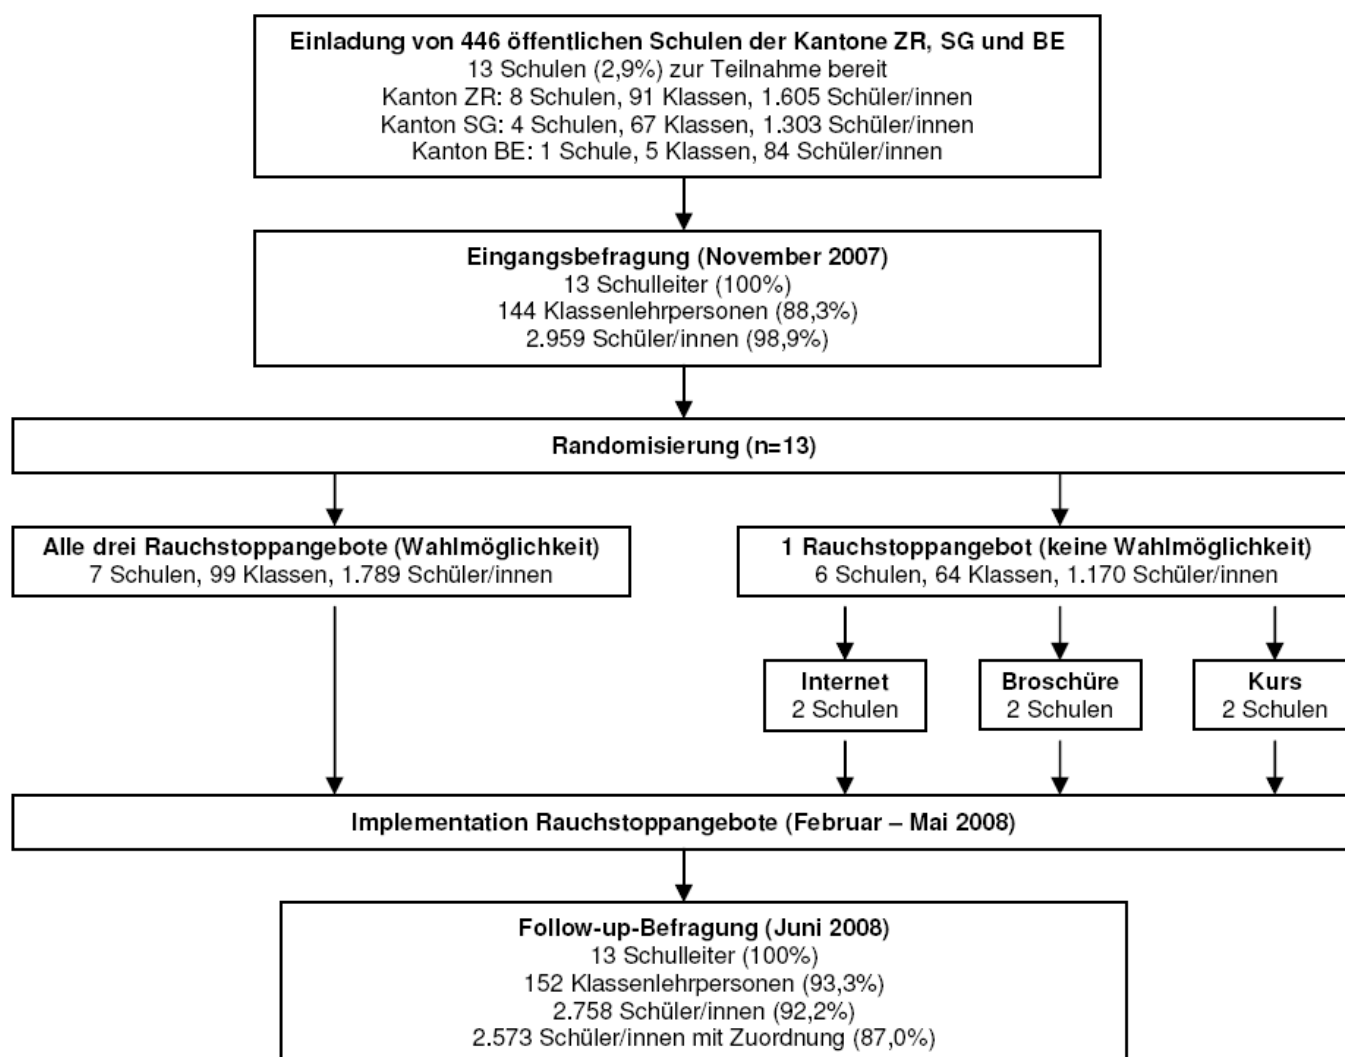 Einladung von 446 öffentlichen Schulen der Kantone ZR, SG und BE
13 Schulen (2,9%) zur Teilnahme bereit
Kanton ZR: 8 Schulen, 91 Klassen, 1.605 Schüler/innen
Kanton SG: 4 Schulen, 67 Klassen, 1.303 Schüler/innen
Kanton BE: 1 Schule, 5 Klassen, 84 Schüler/innen
Eingangsbefragung (November 2007)
13 Schulleiter (100%)
144 Klassenlehrpersonen (88,3%)
2.959 Schüler/innen (98,9%)
Randomisierung (n=13)
Alle drei Rauchstoppangebote (Wahlmöglichkeit)
7 Schulen, 99 Klassen, 1.789 Schüler/innen
1 Rauchstoppangebot (keine Wahlmöglichkeit)
6 Schulen, 64 Klassen, 1.170 Schüler/innen
Internet
2 Schulen
Broschüre
2 Schulen
Kurs
2 Schulen
Implementation Rauchstoppangebote (Februar – Mai 2008)
Follow-up-Befragung (Juni 2008)
13 Schulleiter (100%)
152 Klassenlehrpersonen (93,3%)
2.758 Schüler/innen (92,2%)
2.573 Schüler/innen mit Zuordnung (87,0%)